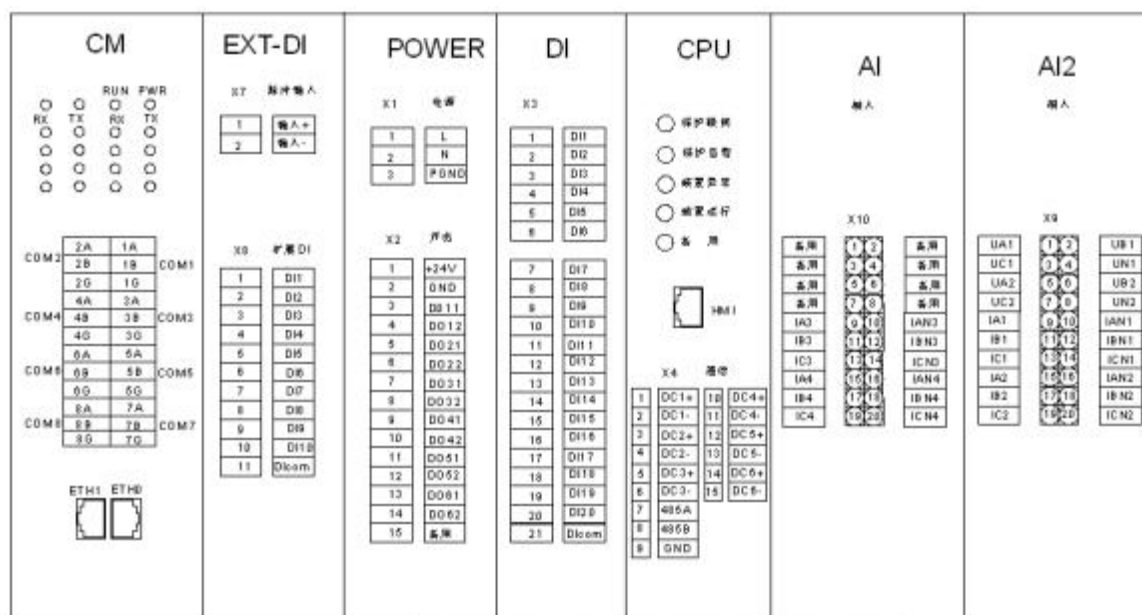 CM
RUN PWR
RX TX RX TX
COM2
2A 1A
2B 1B
2G 1G
COM1
COM4
4A 3A
4B 3B
4G 3G
COM3
COM6
6A 5A
6B 5B
6G 5G
COM5
COM8
8A 7A
8B 7B
8G 7G
COM7
ETH1 ETH0
EXT-DI
X7 脉冲输入
1 输入+
2 输入-
X8 扩展DI
1 DI1
2 DI2
3 DI3
4 DI4
5 DI5
6 DI6
7 DI7
8 DI8
9 DI9
10 DI10
11 DIcom
POWER
X1 电源
1 L
2 N
3 PGND
X2 开出
1 +24V
2 GND
3 DO11
4 DO12
5 DO21
6 DO22
7 DO31
8 DO32
9 DO41
10 DO42
11 DO51
12 DO52
13 DO61
14 DO62
15 备用
DI
X3
1 DI1
2 DI2
3 DI3
4 DI4
5 DI5
6 DI6
7 DI7
8 DI8
9 DI9
10 DI10
11 DI11
12 DI12
13 DI13
14 DI14
15 DI15
16 DI16
17 DI17
18 DI18
19 DI19
20 DI20
21 DIcom
CPU
保护跳闸
保护告警
装置异常
装置运行
备 用
HMI
X4 通信
1 DC1+ 10 DC4+
2 DC1- 11 DC4-
3 DC2+ 12 DC5+
4 DC2- 13 DC5-
5 DC3+ 14 DC6+
6 DC3- 15 DC6-
7 485A
8 485B
9 GND
AI
输入
X10
备用 1 2 备用
备用 3 4 备用
备用 5 6 备用
备用 7 8 备用
IA3 9 10 IAN3
IB3 11 12 IBN3
IC3 13 14 ICN3
IA4 15 16 IAN4
IB4 17 18 IBN4
IC4 19 20 ICN4
AI2
输入
X9
UA1 1 2 UB1
UC1 3 4 UN1
UA2 5 6 UB2
UC2 7 8 UN2
IA1 9 10 IAN1
IB1 11 12 IBN1
IC1 13 14 ICN1
IA2 15 16 IAN2
IB2 17 18 IBN2
IC2 19 20 ICN2